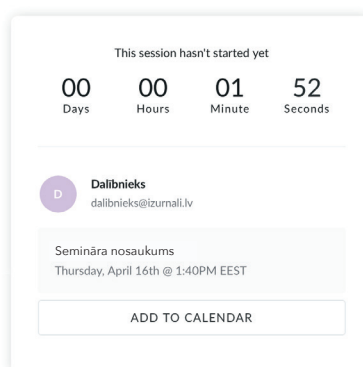 This session hasn't started yet
00 00 01 52
Days Hours Minute Seconds
D
Dalībnieks
dalibnieks@izurnali.lv
Semināra nosaukums
Thursday, April 16th @ 1:40PM EEST
ADD TO CALENDAR